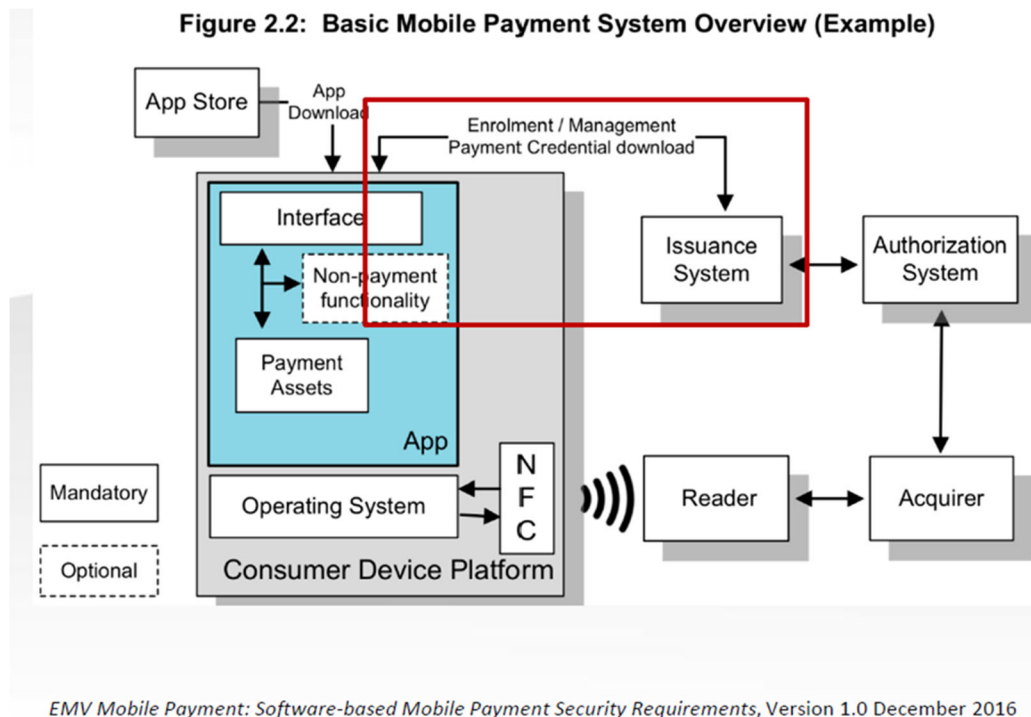 Figure 2.2: Basic Mobile Payment System Overview (Example)
App Store
App
Download
Enrolment / Management
Payment Credential download
Interface
Non-payment
functionality
Payment
Assets
App
Issuance
System
Authorization
System
Mandatory
Optional
Operating System
N
F
C
Consumer Device Platform
Reader
Acquirer
EMV Mobile Payment: Software-based Mobile Payment Security Requirements, Version 1.0 December 2016